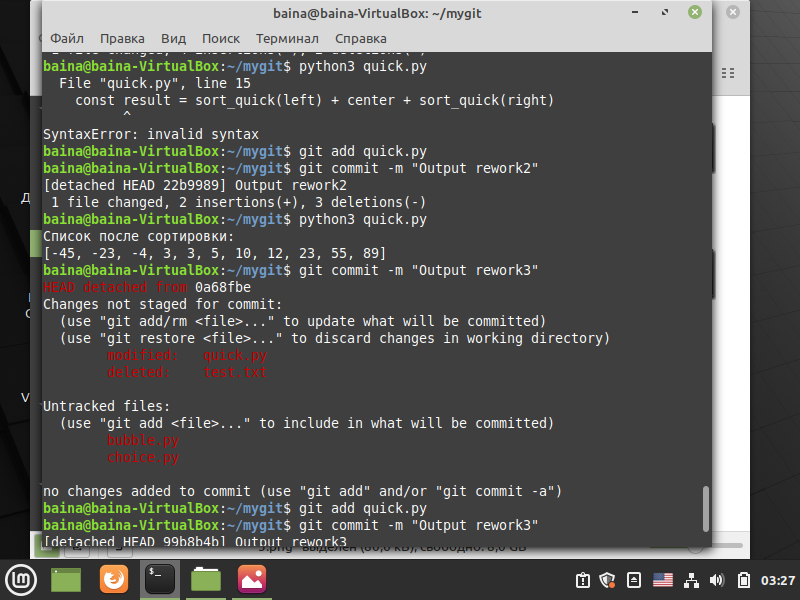 baina@baina-VirtualBox: ~/mygit
Файл Правка Вид Поиск Терминал Справка
baina@baina-VirtualBox:~/mygit$ python3 quick.py
File "quick.py", line 15
const result = sort_quick(left) + center + sort_quick(right)
^
SyntaxError: invalid syntax
baina@baina-VirtualBox:~/mygit$ git add quick.py
baina@baina-VirtualBox:~/mygit$ git commit -m "Output rework2"
[detached HEAD 22b9989] Output rework2
1 file changed, 2 insertions(+), 3 deletions(-)
baina@baina-VirtualBox:~/mygit$ python3 quick.py
Список после сортировки:
[-45, -23, -4, 3, 3, 5, 10, 12, 23, 55, 89]
baina@baina-VirtualBox:~/mygit$ git commit -m "Output rework3"
HEAD detached from 0a68fbe
Changes not staged for commit:
(use "git add/rm <file>..." to update what will be committed)
(use "git restore <file>..." to discard changes in working directory)
modified: quick.py
deleted: test.txt
Untracked files:
(use "git add <file>..." to include in what will be committed)
bubble.py
choice.py
no changes added to commit (use "git add" and/or "git commit -a")
baina@baina-VirtualBox:~/mygit$ git add quick.py
baina@baina-VirtualBox:~/mygit$ git commit -m "Output rework3"
[detached HEAD 99b8b4b] Output rework3
03:27